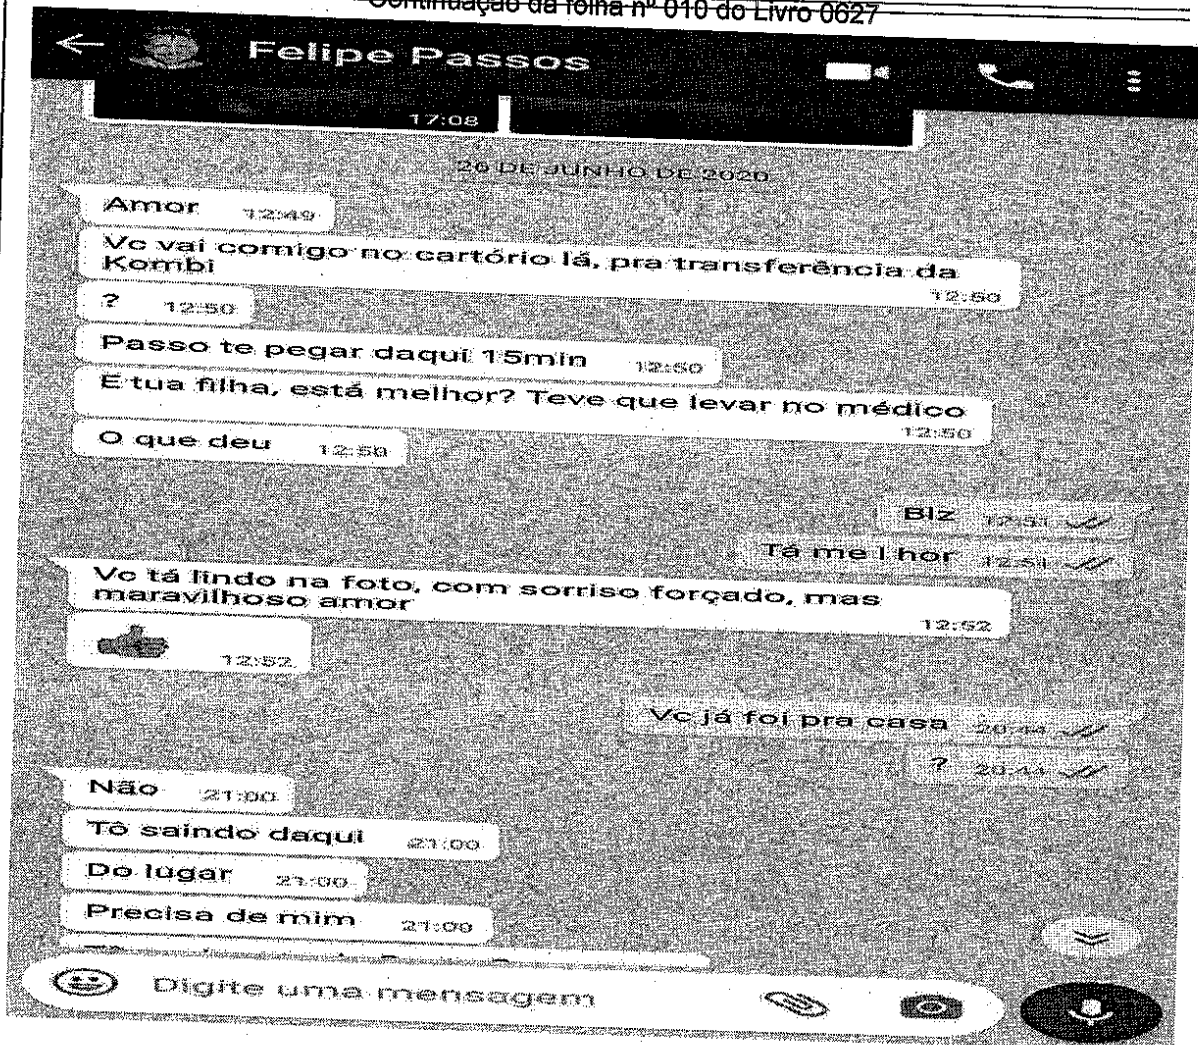 Continuação da folha nº 010 do Livro 0627
Felipe Passos
17:08
26 DE JUNHO DE 2020
Amor 12:49
Vc vai comigo no cartório lá, pra transferência da
Kombi
12:50
? 12:50
Passo te pegar daqui 15min 12:50
E tua filha, está melhor? Teve que levar no médico
12:50
O que deu 12:50
Blz 12:51
Tá me l hor 12:51
Vc tá lindo na foto, com sorriso forçado, mas
maravilhoso amor
12:52
12:52
Vc já foi pra casa 20:44
? 20:44
Não 21:00
Tô saindo daqui 21:00
Do lugar 21:00
Precisa de mim 21:00
Digite uma mensagem